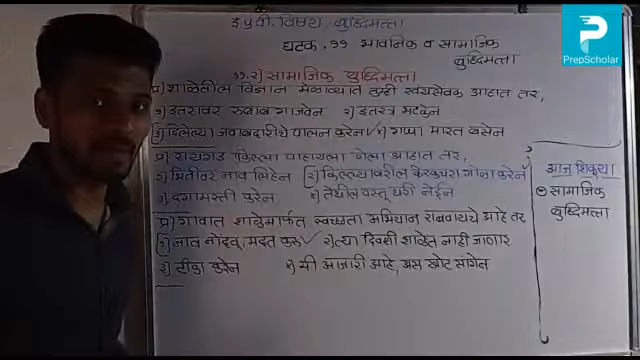 इ.५वी. विषय बुध्दिमत्ता
घटक. ११ भावनिक व सामाजिक
बुध्दिमत्ता
११.२) सामाजिक बुध्दिमत्ता
प्र) शाळेतील विज्ञान मेळाव्यात तुम्ही स्वयंसेवक आहात तर,
१) इतरांवर रुबाब गाजवेन २) इतरत्र भटकेन
३) दिलेल्या जबाबदारीचे पालन करेन ✓ ४) गप्पा मारत बसेन
प्र) रायगड किल्ला पाहायला गेला आहात तर,
१) भिंतीवर नाव लिहेन २) किल्ल्यावरील केरकचरा गोळा करेन
३) दंगामस्ती करेन ४) तेथील वस्तू घरी नेईन
प्र) गावात शाळेमार्फत स्वच्छता अभियान राबवायचे आहे तर
१) नाव नोंदवू, मदत करू ✓ २) त्या दिवशी शाळेत नाही जाणार
३) टीका करेन ४) मी आजारी आहे, असं खोटं सांगेन
आज शिकूया
सामाजिक
बुध्दिमत्ता
PrepScholar